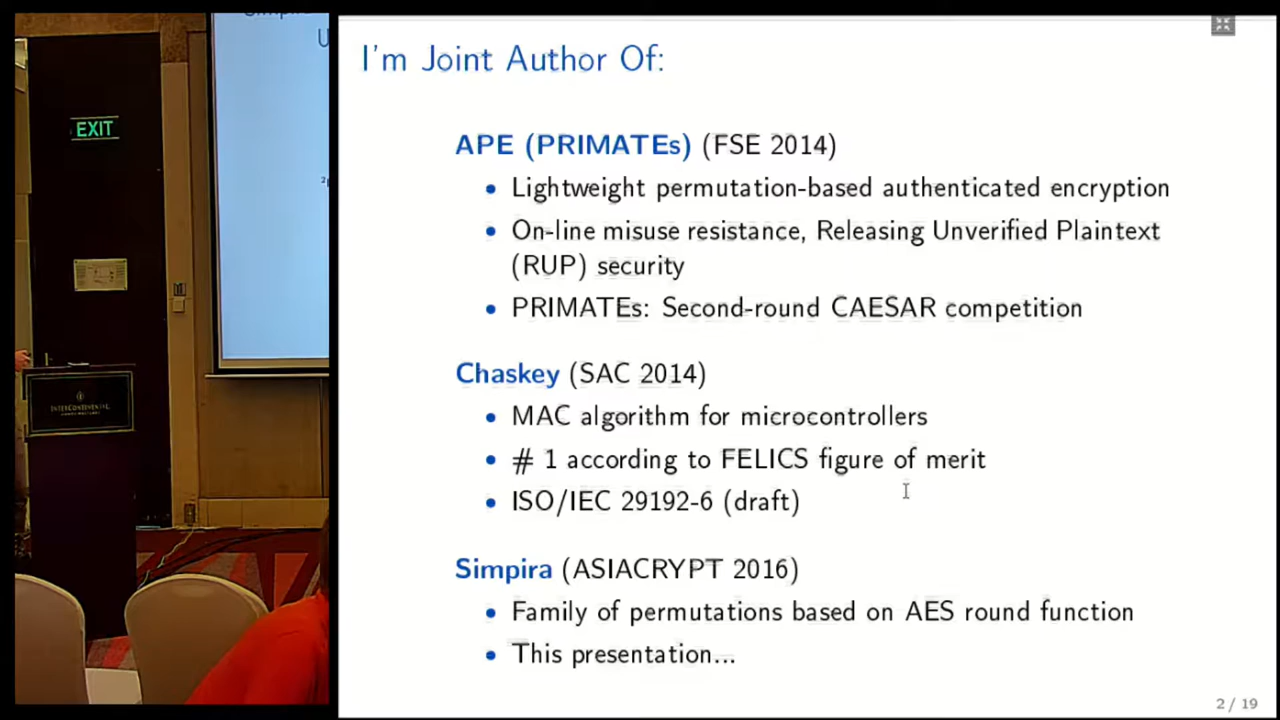 EXIT
INTERCONTINENTAL
I'm Joint Author Of:
APE (PRIMATEs) (FSE 2014)
• Lightweight permutation-based authenticated encryption
• On-line misuse resistance, Releasing Unverified Plaintext
(RUP) security
• PRIMATEs: Second-round CAESAR competition
Chaskey (SAC 2014)
• MAC algorithm for microcontrollers
• # 1 according to FELICS figure of merit
• ISO/IEC 29192-6 (draft)
Simpira (ASIACRYPT 2016)
• Family of permutations based on AES round function
• This presentation...
2 / 19